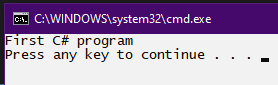 C:\WINDOWS\system32\cmd.exe
First C# program
Press any key to continue . . .